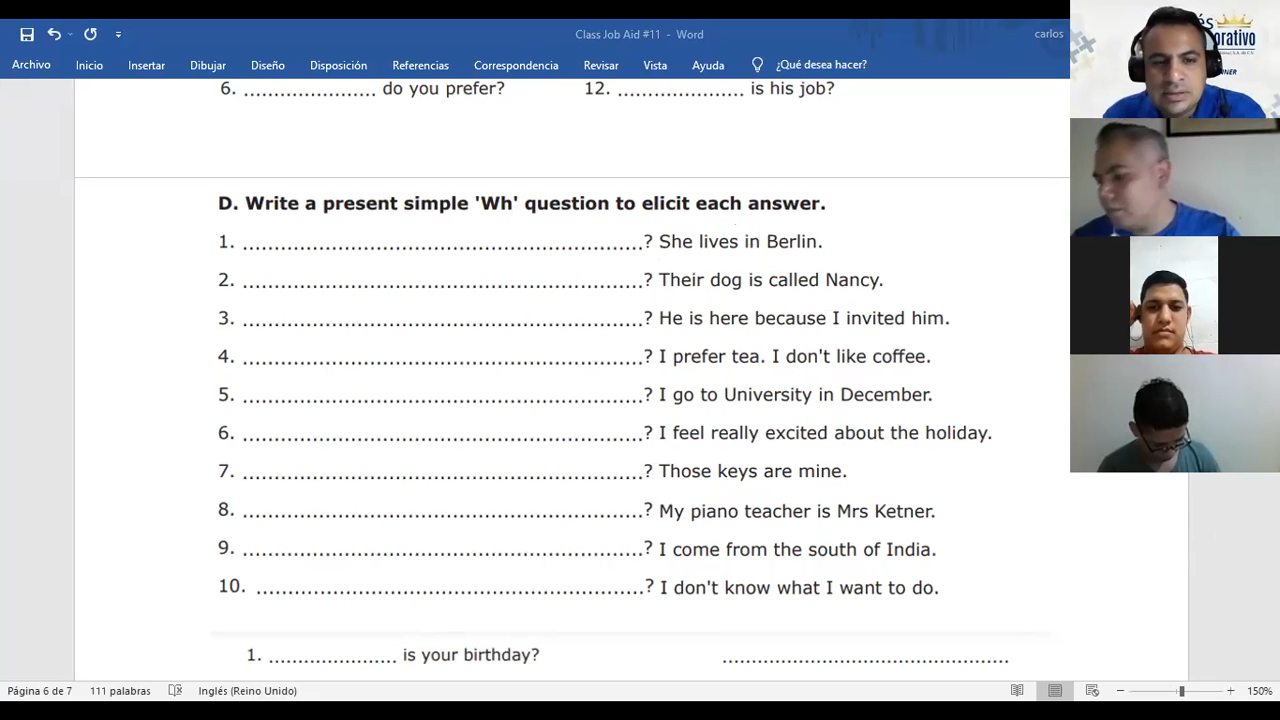 Class Job Aid #11 - Word
carlos
Archivo Inicio Insertar Dibujar Diseño Disposición Referencias Correspondencia Revisar Vista Ayuda ¿Qué desea hacer?
6. ..................... do you prefer? 12. .................... is his job?
D. Write a present simple 'Wh' question to elicit each answer.
1. ................................................................? She lives in Berlin.
2. ................................................................? Their dog is called Nancy.
3. ................................................................? He is here because I invited him.
4. ................................................................? I prefer tea. I don't like coffee.
5. ................................................................? I go to University in December.
6. ................................................................? I feel really excited about the holiday.
7. ................................................................? Those keys are mine.
8. ................................................................? My piano teacher is Mrs Ketner.
9. ................................................................? I come from the south of India.
10. ..............................................................? I don't know what I want to do.
1. ...................... is your birthday? .................................................
Página 6 de 7 111 palabras Inglés (Reino Unido) 150%